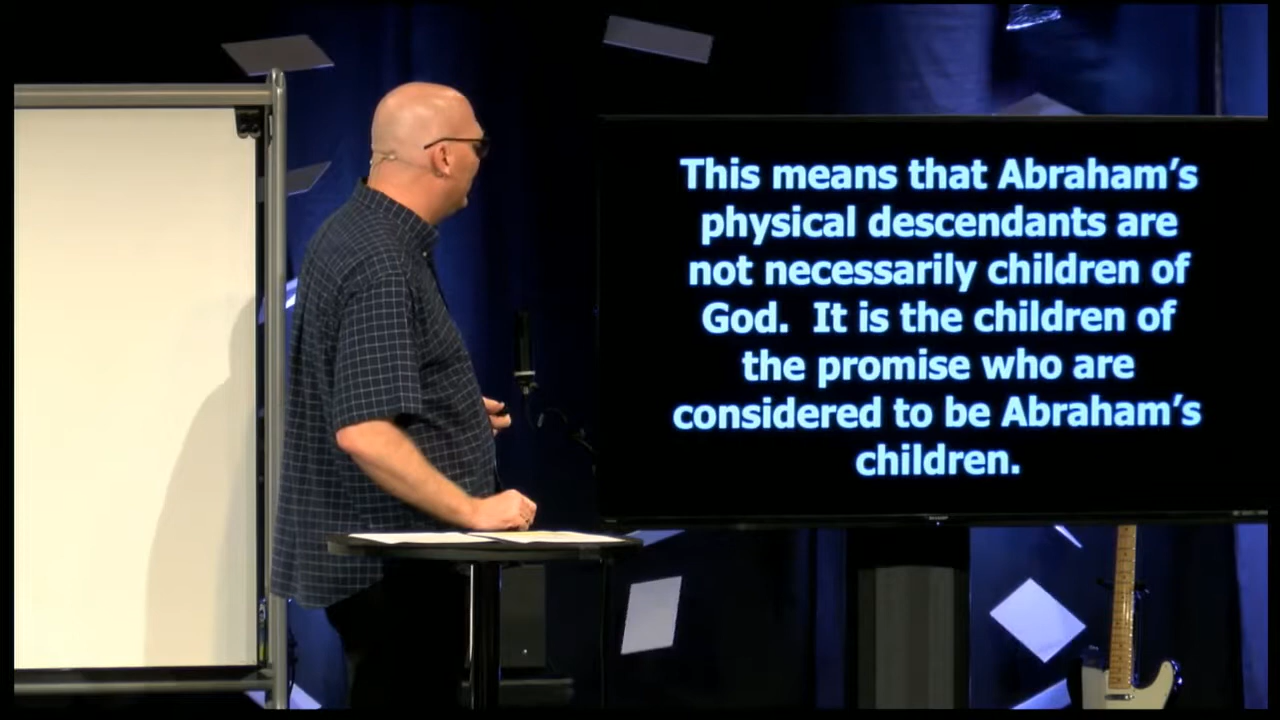 This means that Abraham’s
physical descendants are
not necessarily children of
God.  It is the children of
the promise who are
considered to be Abraham’s
children.